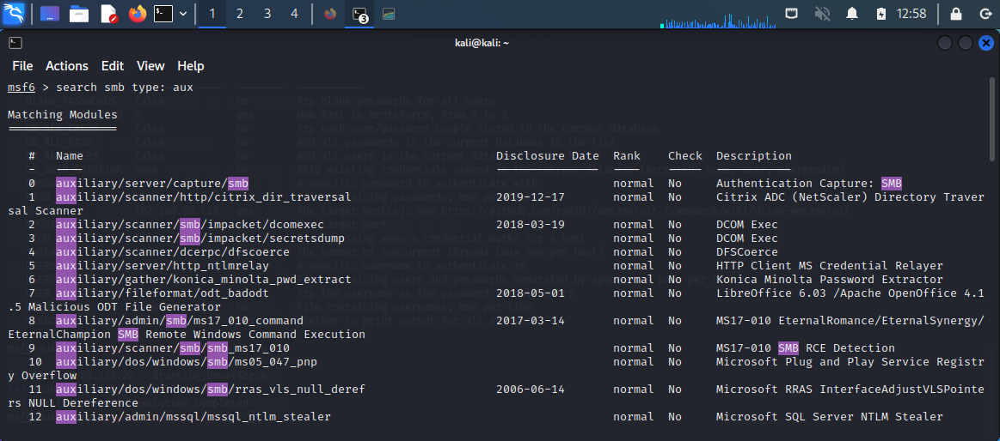 1 2 3 4 3 12:58
kali@kali: ~
File Actions Edit View Help
msf6 > search smb type: aux
Matching Modules
================
# Name Disclosure Date Rank Check Description
- ---- --------------- ---- ----- -----------
0 auxiliary/server/capture/smb normal No Authentication Capture: SMB
1 auxiliary/scanner/http/citrix_dir_traversal 2019-12-17 normal No Citrix ADC (NetScaler) Directory Traver
sal Scanner
2 auxiliary/scanner/smb/impacket/dcomexec 2018-03-19 normal No DCOM Exec
3 auxiliary/scanner/smb/impacket/secretsdump normal No DCOM Exec
4 auxiliary/scanner/dcerpc/dfscoerce normal No DFSCoerce
5 auxiliary/server/http_ntlmrelay normal No HTTP Client MS Credential Relayer
6 auxiliary/gather/konica_minolta_pwd_extract normal No Konica Minolta Password Extractor
7 auxiliary/fileformat/odt_badodt 2018-05-01 normal No LibreOffice 6.03 /Apache OpenOffice 4.1
.5 Malicious ODT File Generator
8 auxiliary/admin/smb/ms17_010_command 2017-03-14 normal No MS17-010 EternalRomance/EternalSynergy/
EternalChampion SMB Remote Windows Command Execution
9 auxiliary/scanner/smb/smb_ms17_010 normal No MS17-010 SMB RCE Detection
10 auxiliary/dos/windows/smb/ms05_047_pnp normal No Microsoft Plug and Play Service Registr
y Overflow
11 auxiliary/dos/windows/smb/rras_vls_null_deref 2006-06-14 normal No Microsoft RRAS InterfaceAdjustVLSPointe
rs NULL Dereference
12 auxiliary/admin/mssql/mssql_ntlm_stealer normal No Microsoft SQL Server NTLM Stealer